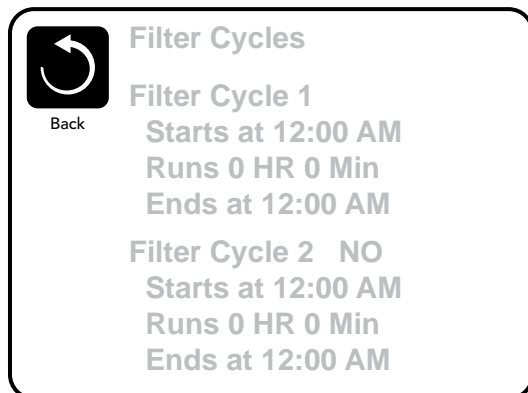 Filter Cycles
Back
Filter Cycle 1
Starts at 12:00 AM
Runs 0 HR 0 Min
Ends at 12:00 AM
Filter Cycle 2 NO
Starts at 12:00 AM
Runs 0 HR 0 Min
Ends at 12:00 AM